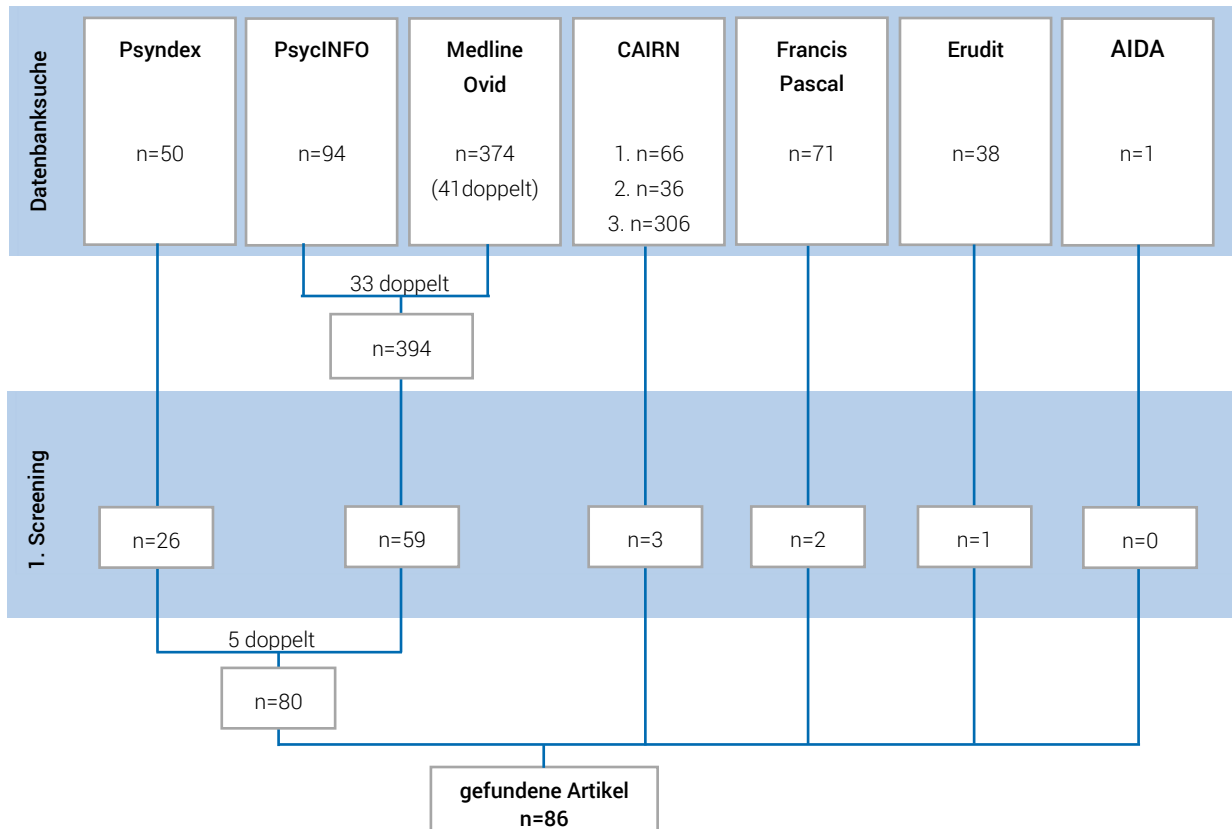 Datenbanksuche
Psyndex
n=50
PsycINFO
n=94
Medline
Ovid
n=374
(41doppelt)
CAIRN
1. n=66
2. n=36
3. n=306
Francis
Pascal
n=71
Erudit
n=38
AIDA
n=1
33 doppelt
n=394
1. Screening
n=26
n=59
n=3
n=2
n=1
n=0
5 doppelt
n=80
gefundene Artikel
n=86